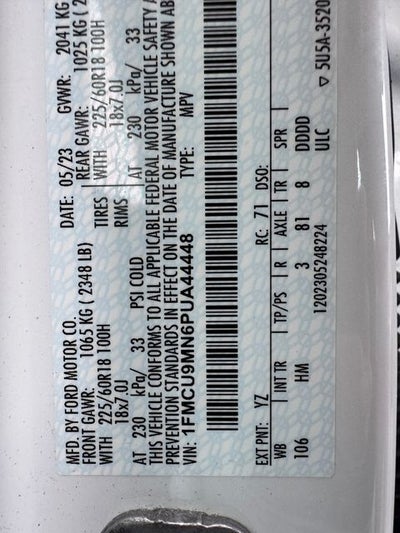 MFD. BY FORD MOTOR CO.
DATE: 05/23 GVWR: 2041 KG
FRONT GAWR: 1065 KG ( 2348 LB) REAR GAWR: 1025 KG (
WITH 225/60R18 100H TIRES WITH 225/60R18 100H
18x7.0J RIMS 18x7.0J
AT 230 kPa/ 33 PSI COLD AT 230 kPa/ 33
THIS VEHICLE CONFORMS TO ALL APPLICABLE FEDERAL MOTOR VEHICLE SAFETY A
PREVENTION STANDARDS IN EFFECT ON THE DATE OF MANUFACTURE SHOWN AB
VIN: 1FMCU9MN6PUA44448 TYPE: MPV
EXT PNT: YZ RC: 71 DSO:
WB INT TR TP/PS R AXLE TR SPR
106 HM 3 81 8 DDDD
1202305248224 ULC
▽ 5U5A-3520